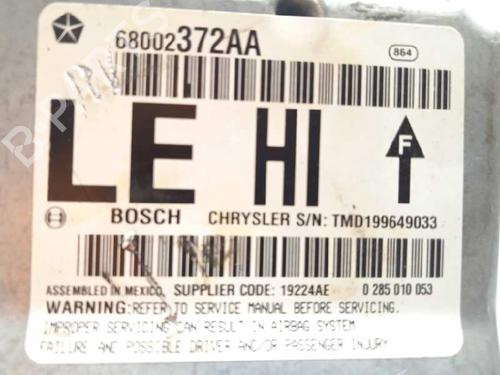 68002372AA
864
LE HI
F
BOSCH CHRYSLER S/N: TMD199649033
ASSEMBLED IN MEXICO. SUPPLIER CODE: 19224AE 0 285 010 053
WARNING: REFER TO SERVICE MANUAL BEFORE SERVICING.
IMPROPER SERVICING CAN RESULT IN AIRBAG SYSTEM
FAILURE AND POSSIBLE DRIVER AND/OR PASSENGER INJURY